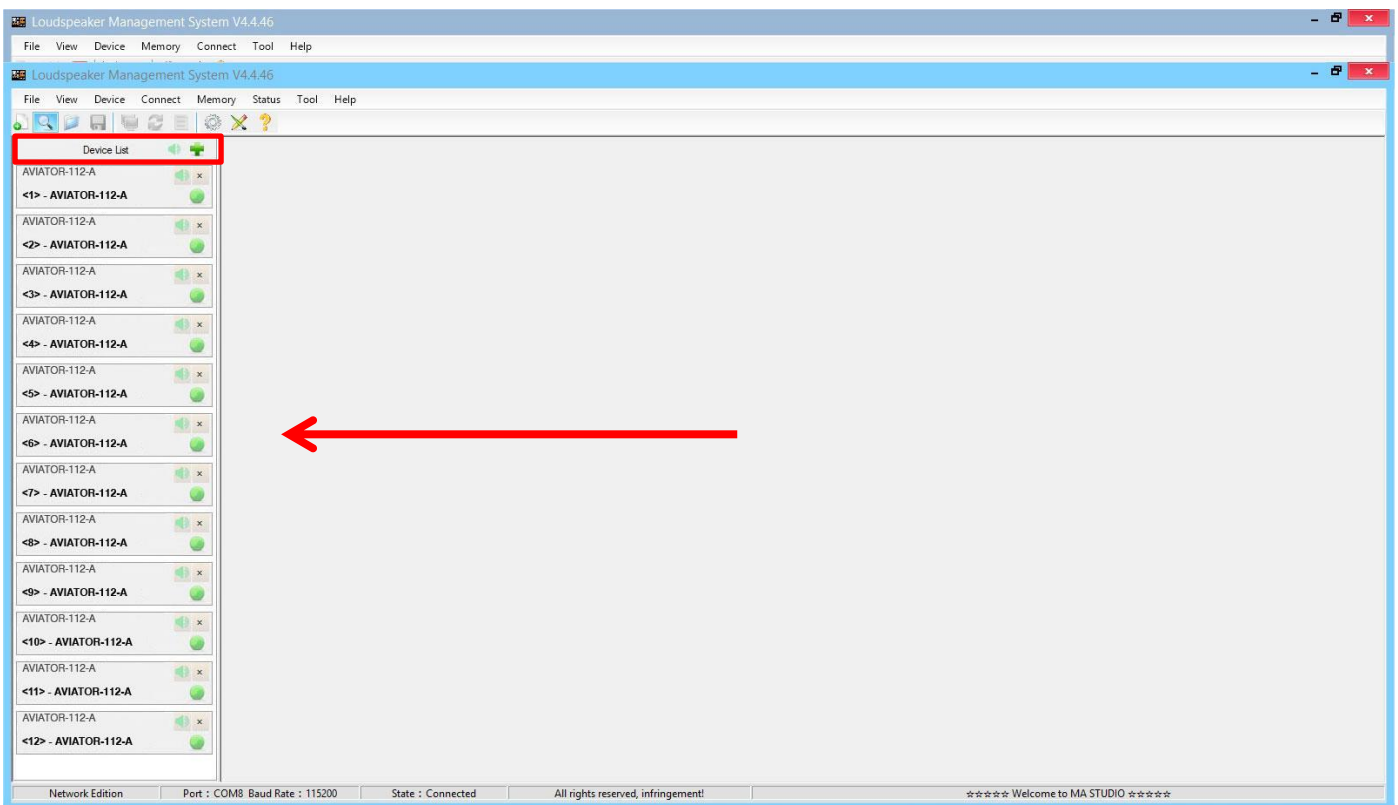 Loudspeaker Management System V4.4.46
File View Device Memory Connect Tool Help
Loudspeaker Management System V4.4.46
File View Device Connect Memory Status Tool Help
Device List
AVIATOR-112-A
<1> - AVIATOR-112-A
AVIATOR-112-A
<2> - AVIATOR-112-A
AVIATOR-112-A
<3> - AVIATOR-112-A
AVIATOR-112-A
<4> - AVIATOR-112-A
AVIATOR-112-A
<5> - AVIATOR-112-A
AVIATOR-112-A
<6> - AVIATOR-112-A
AVIATOR-112-A
<7> - AVIATOR-112-A
AVIATOR-112-A
<8> - AVIATOR-112-A
AVIATOR-112-A
<9> - AVIATOR-112-A
AVIATOR-112-A
<10> - AVIATOR-112-A
AVIATOR-112-A
<11> - AVIATOR-112-A
AVIATOR-112-A
<12> - AVIATOR-112-A
Network Edition Port : COM8 Baud Rate : 115200 State : Connected All rights reserved, infringement! ☆☆☆☆☆ Welcome to MA STUDIO ☆☆☆☆☆